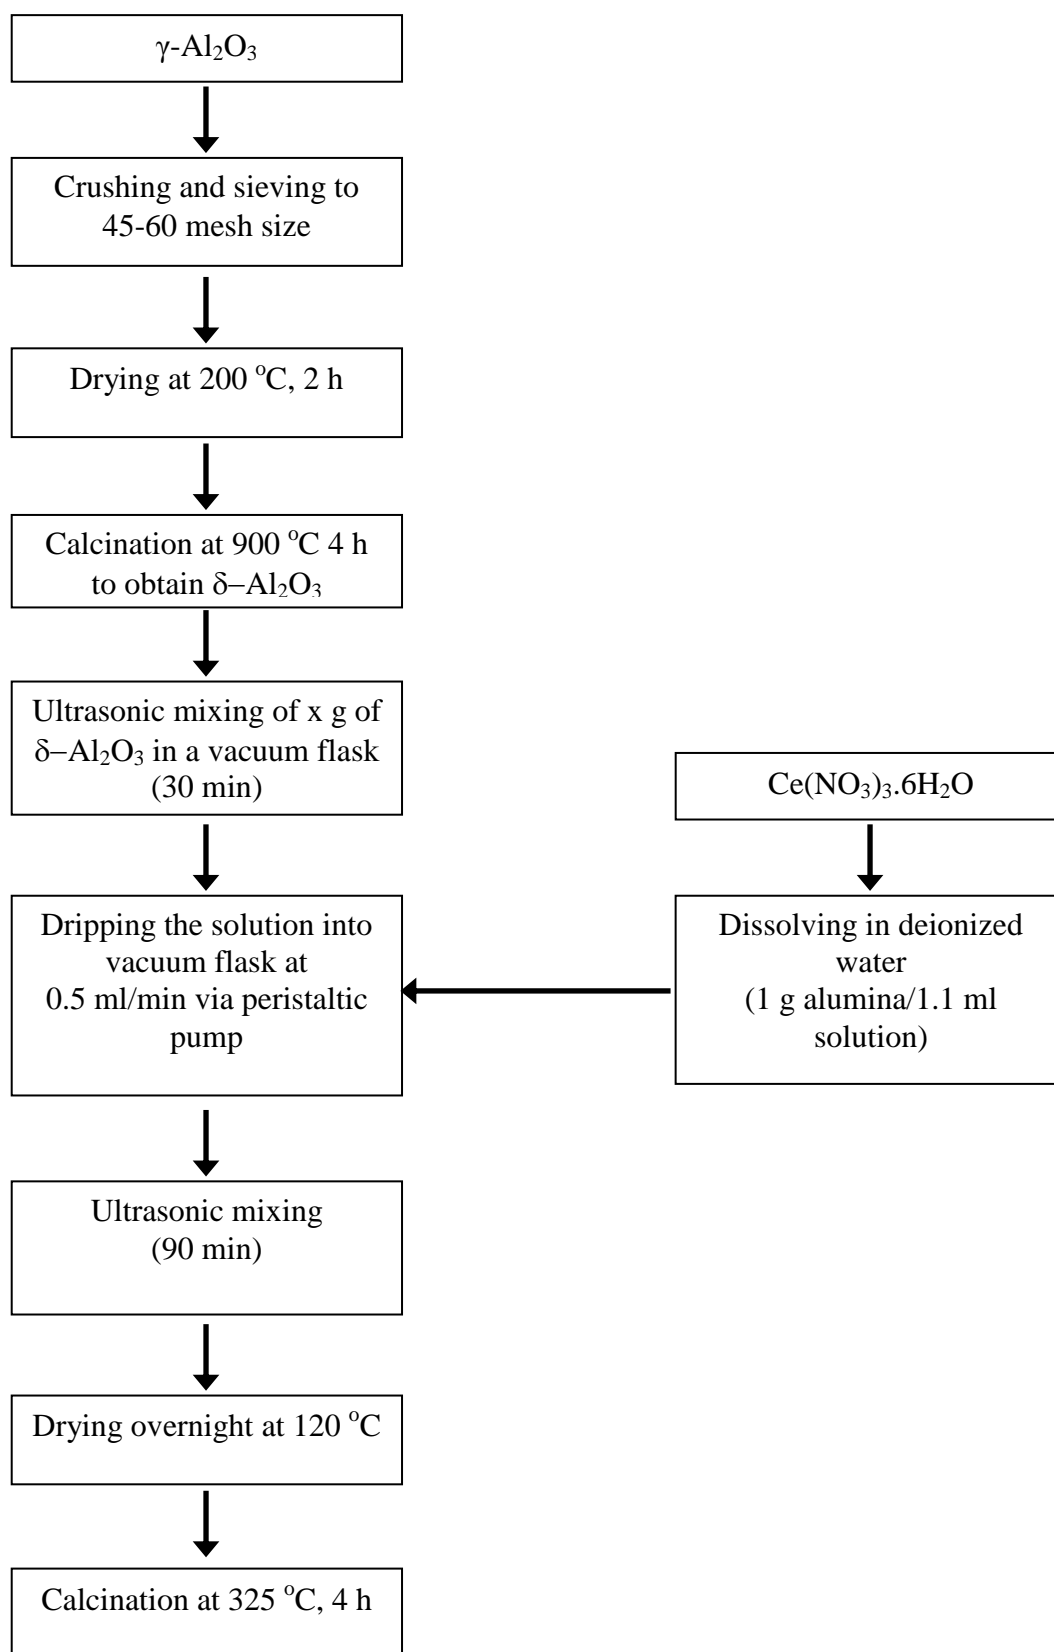 γ-Al₂O₃
Crushing and sieving to
45-60 mesh size
Drying at 200 °C, 2 h
Calcination at 900 °C 4 h
to obtain δ−Al₂O₃
Ultrasonic mixing of x g of
δ−Al₂O₃ in a vacuum flask
(30 min)
Ce(NO₃)₃.6H₂O
Dripping the solution into
vacuum flask at
0.5 ml/min via peristaltic
pump
Dissolving in deionized
water
(1 g alumina/1.1 ml
solution)
Ultrasonic mixing
(90 min)
Drying overnight at 120 °C
Calcination at 325 °C, 4 h